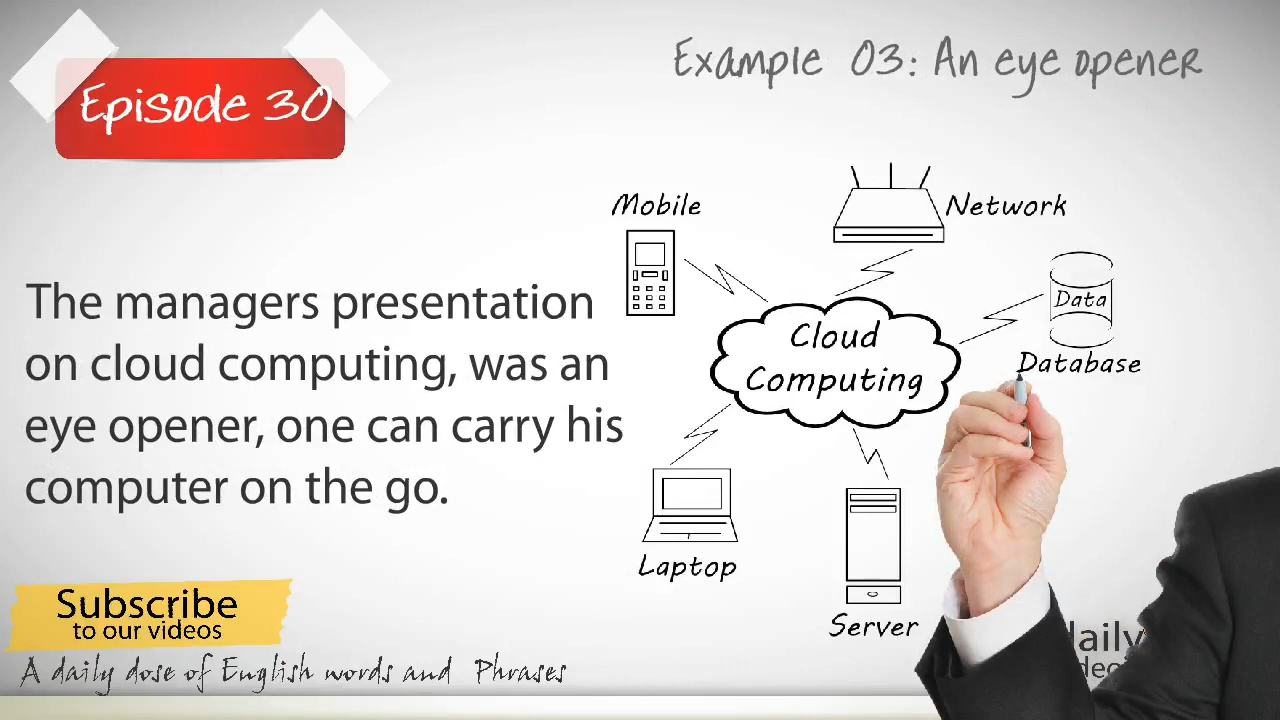 Episode 30
Example 03: An eye opener
Mobile
Network
Data
Database
Cloud
Computing
The managers presentation
on cloud computing, was an
eye opener, one can carry his
computer on the go.
Laptop
Server
Subscribe
to our videos
A daily dose of English words and Phrases
daily